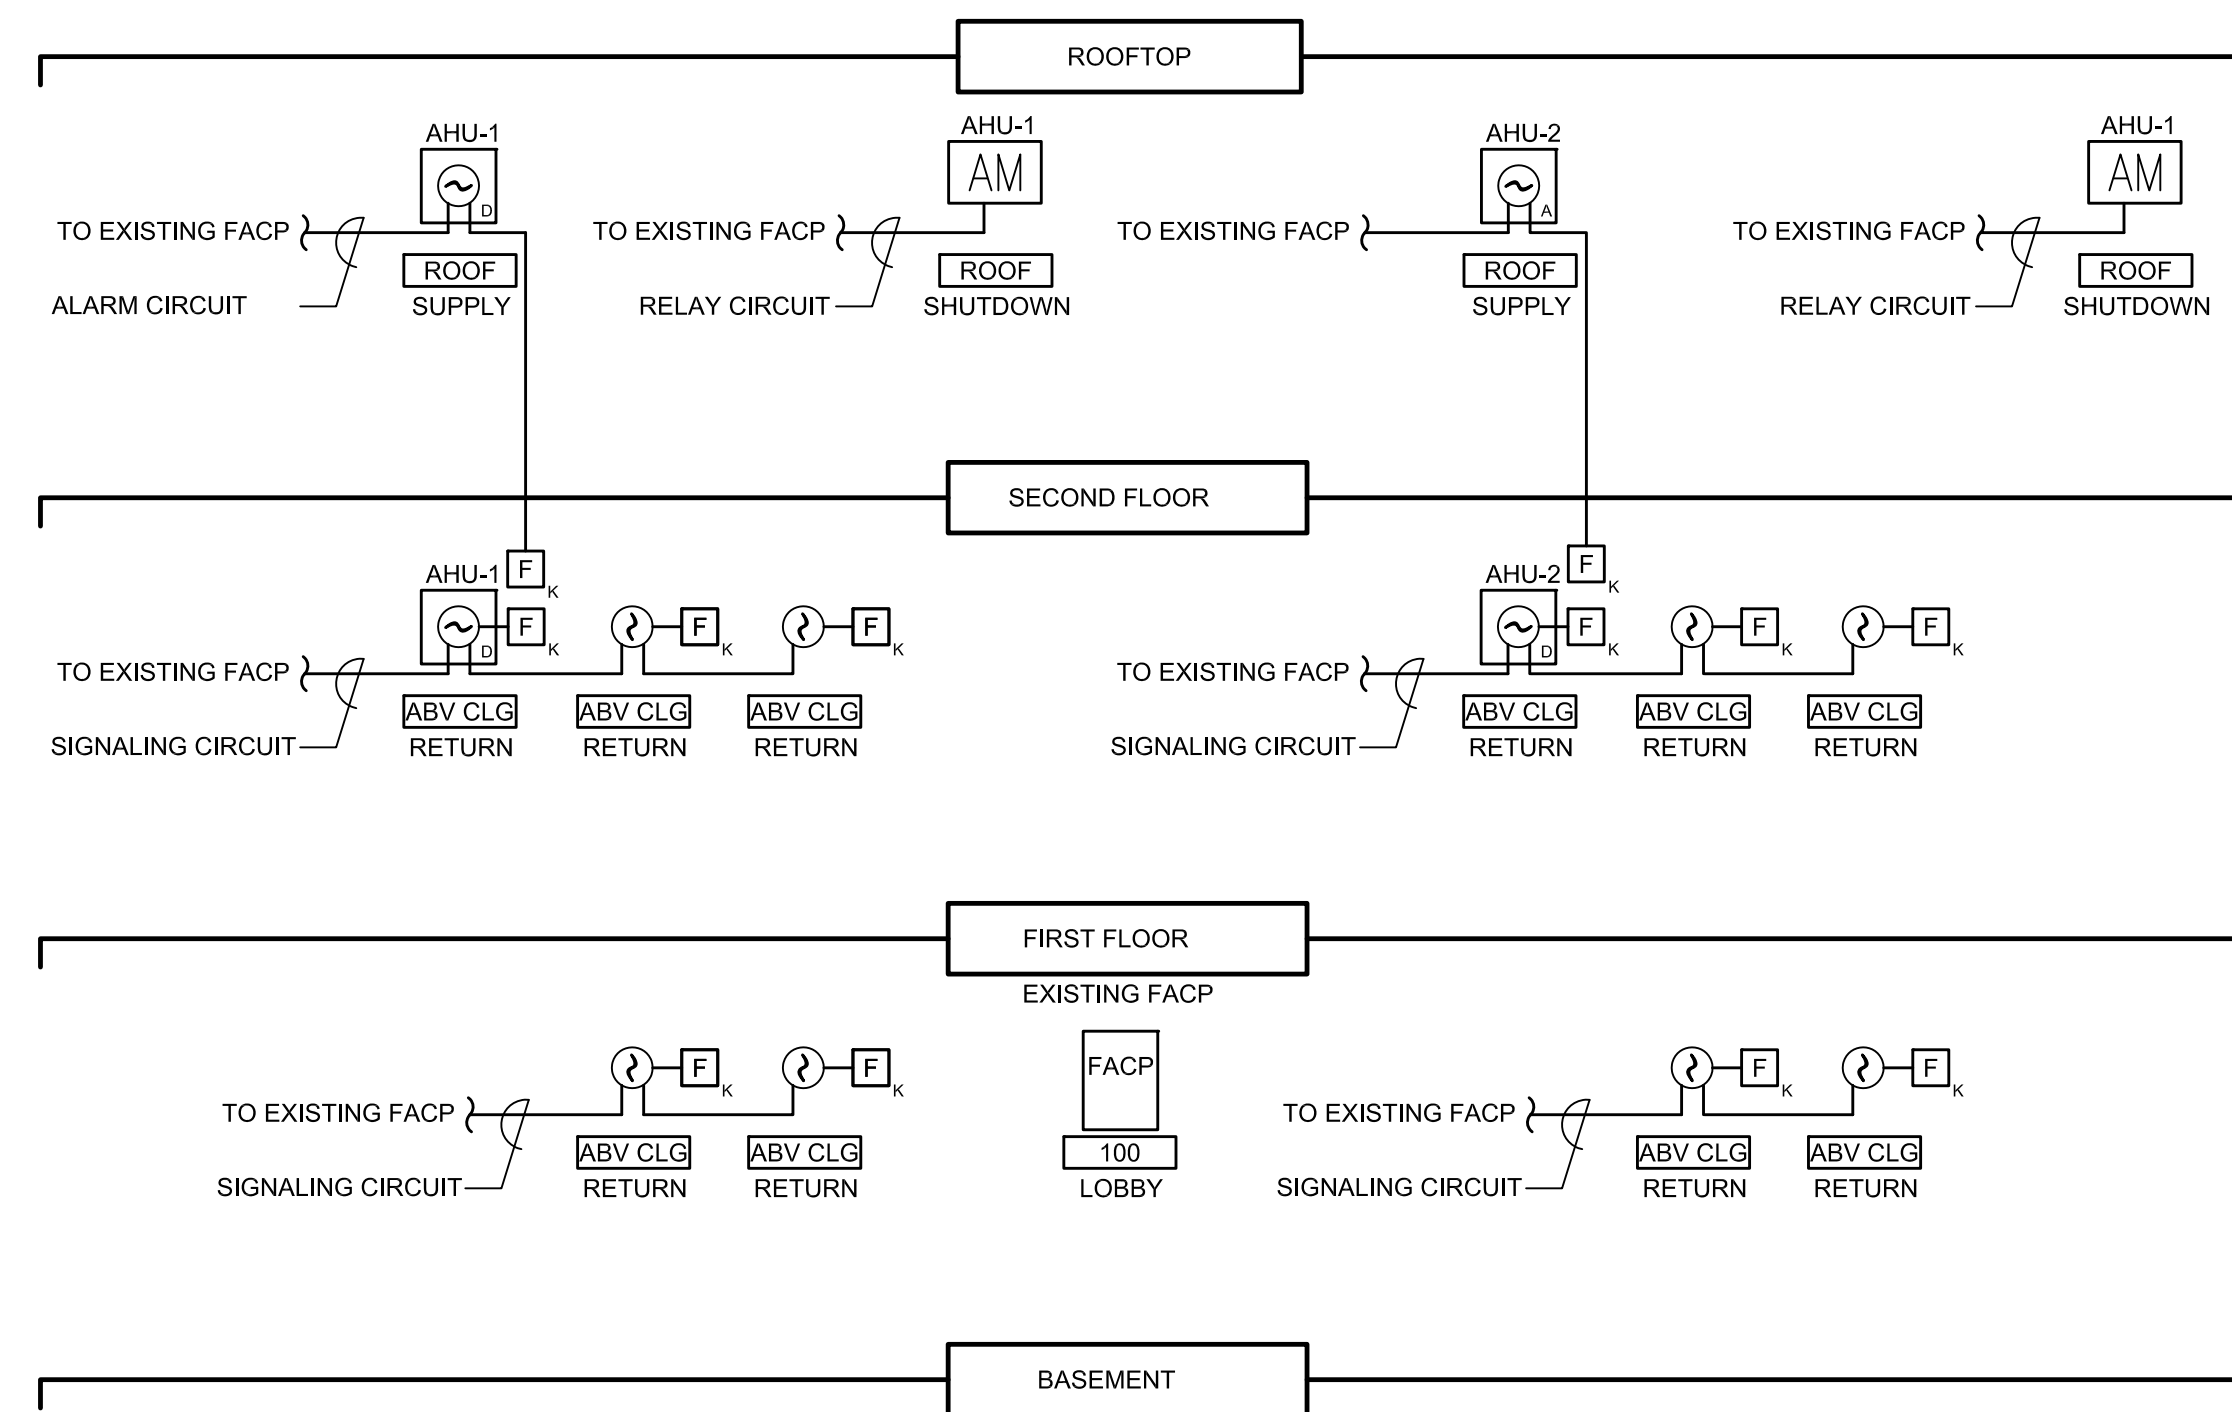 ROOFTOP
AHU-1
D
TO EXISTING FACP
ROOF
ALARM CIRCUIT
SUPPLY
AHU-1
AM
TO EXISTING FACP
ROOF
RELAY CIRCUIT
SHUTDOWN
AHU-2
A
TO EXISTING FACP
ROOF
SUPPLY
AHU-1
AM
TO EXISTING FACP
ROOF
RELAY CIRCUIT
SHUTDOWN
SECOND FLOOR
AHU-1
F
K
D
F
K
F
K
F
K
TO EXISTING FACP
ABV CLG
ABV CLG
ABV CLG
SIGNALING CIRCUIT
RETURN
RETURN
RETURN
AHU-2
F
K
D
F
K
F
K
F
K
TO EXISTING FACP
ABV CLG
ABV CLG
ABV CLG
SIGNALING CIRCUIT
RETURN
RETURN
RETURN
FIRST FLOOR
EXISTING FACP
F
K
F
K
TO EXISTING FACP
ABV CLG
ABV CLG
SIGNALING CIRCUIT
RETURN
RETURN
FACP
100
LOBBY
F
K
F
K
TO EXISTING FACP
ABV CLG
ABV CLG
SIGNALING CIRCUIT
RETURN
RETURN
BASEMENT